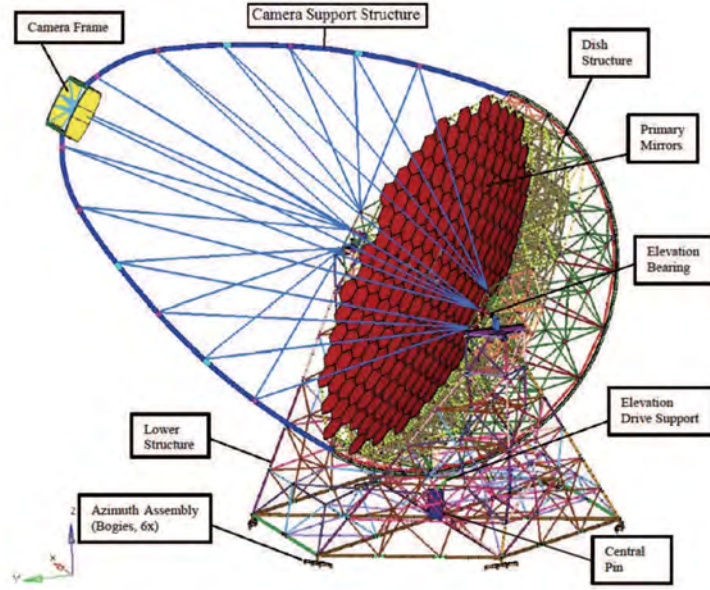 Camera Frame
Camera Support Structure
Dish
Structure
Primary
Mirrors
Elevation
Bearing
Elevation
Drive Support
Lower
Structure
Azimuth Assembly
(Bogies, 6x)
Central
Pin
Z
X
Y